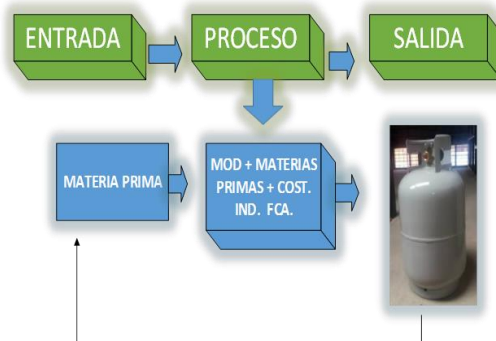 ENTRADA
PROCESO
SALIDA
MATERIA PRIMA
MOD + MATERIAS
PRIMAS + COST.
IND. FCA.